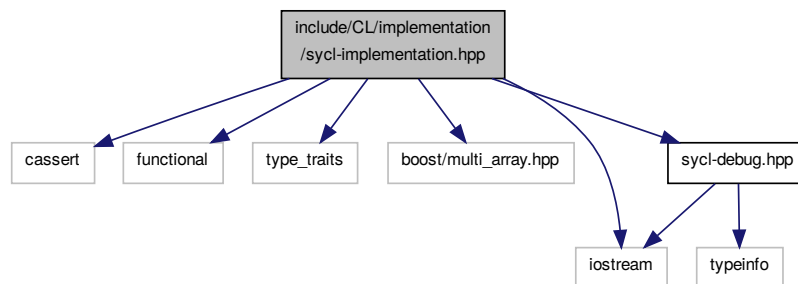 include/CL/implementation
/sycl-implementation.hpp
cassert
functional
type_traits
boost/multi_array.hpp
sycl-debug.hpp
iostream
typeinfo